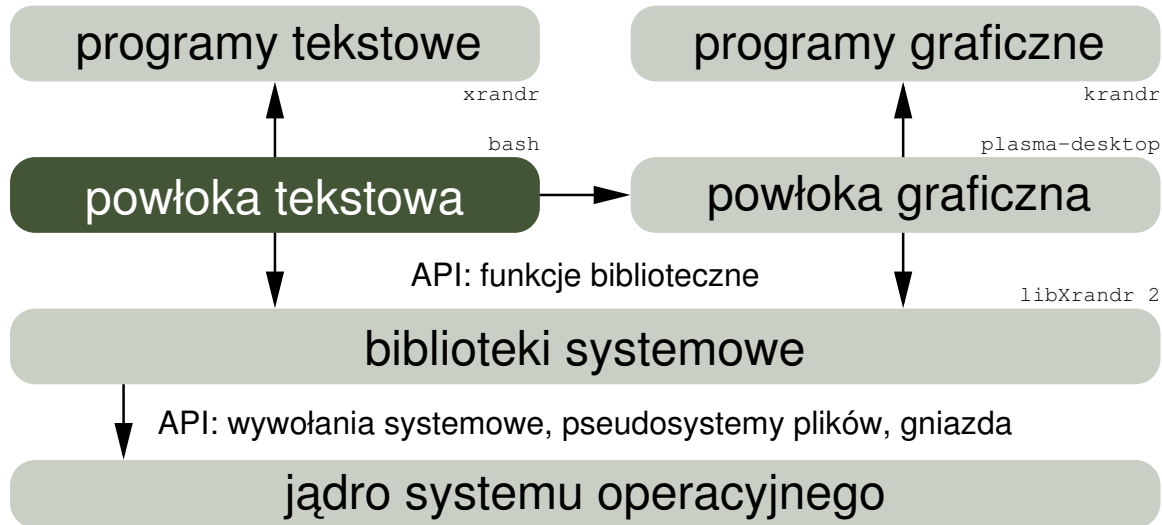 programy tekstowe
programy graficzne
xrandr
krandr
bash
plasma-desktop
powłoka tekstowa
powłoka graficzna
API: funkcje biblioteczne
libXrandr 2
biblioteki systemowe
API: wywołania systemowe, pseudosystemy plików, gniazda
jądro systemu operacyjnego